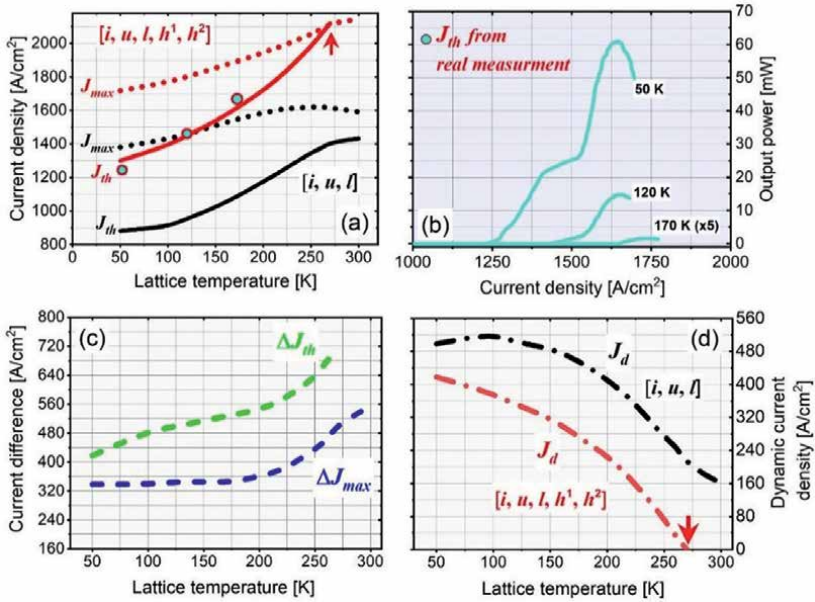 [i, u, l, h¹, h²]
J_max
J_max
J_th
J_th
[i, u, l]
(a)
Current density [A/cm²]
2000
1800
1600
1400
1200
1000
800
0 50 100 150 200 250 300
Lattice temperature [K]
J_th from
real measurment
50 K
120 K
170 K (x5)
(b)
70
60
50
40
30
20
10
0
Output power [mW]
1000 1250 1500 1750 2000
Current density [A/cm²]
(c)
ΔJ_th
ΔJ_max
Current difference [A/cm²]
800
720
640
560
480
400
320
240
160
50 100 150 200 250 300
Lattice temperature [K]
(d)
J_d
[i, u, l]
J_d
[i, u, l, h¹, h²]
560
480
400
320
240
160
80
0
Dynamic current
density [A/cm²]
50 100 150 200 250 300
Lattice temperature [K]